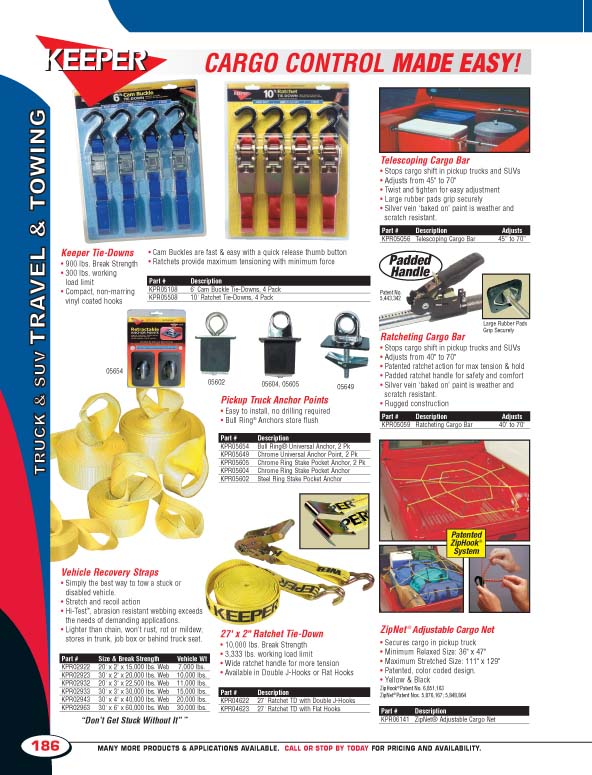 KEEPER
CARGO CONTROL MADE EASY!
TRUCK & SUV TRAVEL & TOWING
6' Cam Buckle
TIE-DOWNS
10' Ratchet
TIE-DOWNS
Keeper Tie-Downs
• 900 lbs. Break Strength
• 300 lbs. working
load limit
• Compact, non-marring
vinyl coated hooks
• Cam Buckles are fast & easy with a quick release thumb button
• Ratchets provide maximum tensioning with minimum force
Part # Description
KPR05108 6' Cam Buckle Tie-Downs, 4 Pack
KPR05508 10' Ratchet Tie-Downs, 4 Pack
Telescoping Cargo Bar
• Stops cargo shift in pickup trucks and SUVs
• Adjusts from 45" to 70"
• Twist and tighten for easy adjustment
• Large rubber pads grip securely
• Silver vein 'baked on' paint is weather and
scratch resistant.
Part # Description Adjusts
KPR05056 Telescoping Cargo Bar 45" to 70"
Padded
Handle
Patent No.
5,443,342
Large Rubber Pads
Grip Securely
Ratcheting Cargo Bar
• Stops cargo shift in pickup trucks and SUVs
• Adjusts from 40" to 70"
• Patented ratchet action for max tension & hold
• Padded ratchet handle for safety and comfort
• Silver vein 'baked on' paint is weather and
scratch resistant.
• Rugged construction
Part # Description Adjusts
KPR05059 Ratcheting Cargo Bar 40' to 70'
Retractable
05654
05602
05604, 05605
05649
Pickup Truck Anchor Points
• Easy to install, no drilling required
• Bull Ring® Anchors store flush
Part # Description
KPR05654 Bull Ring® Universal Anchor, 2 Pk
KPR05649 Chrome Universal Anchor Point, 2 Pk
KPR05605 Chrome Ring Stake Pocket Anchor, 2 Pk
KPR05604 Chrome Ring Stake Pocket Anchor
KPR05602 Steel Ring Stake Pocket Anchor
Vehicle Recovery Straps
• Simply the best way to tow a stuck or
disabled vehicle.
• Stretch and recoil action
• Hi-Test™, abrasion resistant webbing exceeds
the needs of demanding applications.
• Lighter than chain, won't rust, rot or mildew,
stores in trunk, job box or behind truck seat.
Part # Size & Break Strength Vehicle Wt
KPR02922 20' x 2" x 15,000 lbs. Web 7,000 lbs.
KPR02923 30' x 2" x 20,000 lbs. Web 10,000 lbs.
KPR02932 30' x 3" x 22,500 lbs. Web 11,000 lbs.
KPR02933 30' x 3" x 30,000 lbs. Web 15,000 lbs.
KPR02943 30' x 4" x 40,000 lbs. Web 20,000 lbs.
KPR02963 30' x 6" x 60,000 lbs. Web 30,000 lbs.
"Don't Get Stuck Without It"™
KEEPER
27' x 2" Ratchet Tie-Down
• 10,000 lbs. Break Strength
• 3,333 lbs. working load limit
• Wide ratchet handle for more tension
• Available in Double J-Hooks or Flat Hooks
Part # Description
KPR04622 27' Ratchet TD with Double J-Hooks
KPR04623 27' Ratchet TD with Flat Hooks
Patented
ZipHook®
System
ZipNet® Adjustable Cargo Net
• Secures cargo in pickup truck
• Minimum Relaxed Size: 36" x 47"
• Maximum Stretched Size: 111" x 129"
• Patented, color coded design.
• Yellow & Black
Part # Description
KPR06141 ZipNet® Adjustable Cargo Net
186
MANY MORE PRODUCTS & APPLICATIONS AVAILABLE. CALL OR STOP BY TODAY FOR PRICING AND AVAILABILITY.